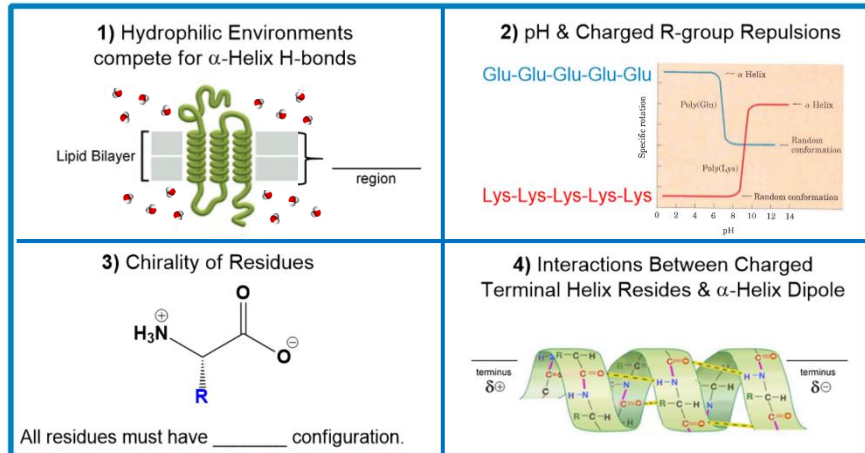 1) Hydrophilic Environments
compete for α-Helix H-bonds
Lipid Bilayer
region
2) pH & Charged R-group Repulsions
Glu-Glu-Glu-Glu-Glu
Lys-Lys-Lys-Lys-Lys
Specific rotation
α Helix
Poly(Glu)
α Helix
Random
conformation
Poly(Lys)
Random conformation
0 2 4 6 8 10 12 14
pH
3) Chirality of Residues
O
⊕
H₃N
⊖
O
R
All residues must have _______ configuration.
4) Interactions Between Charged
Terminal Helix Resides & α-Helix Dipole
terminus
δ⊕
terminus
δ⊖